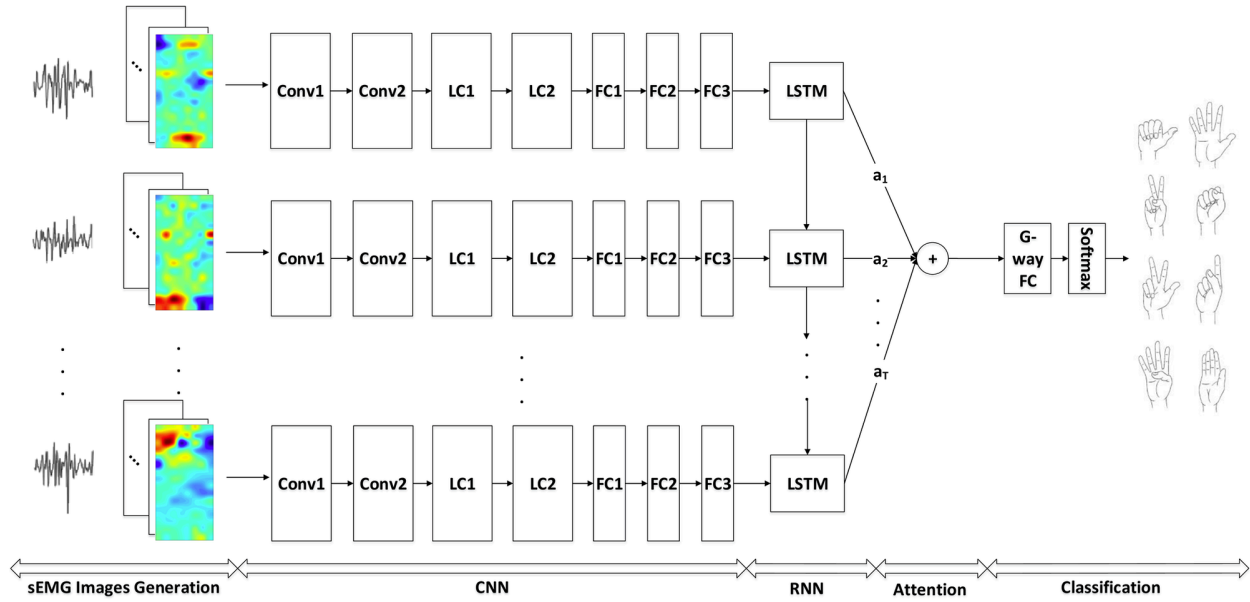 Conv1 Conv2 LC1 LC2 FC1 FC2 FC3 LSTM
a1
Conv1 Conv2 LC1 LC2 FC1 FC2 FC3 LSTM a2 + G-
way
FC
Softmax
aT
Conv1 Conv2 LC1 LC2 FC1 FC2 FC3 LSTM
sEMG Images Generation CNN RNN Attention Classification